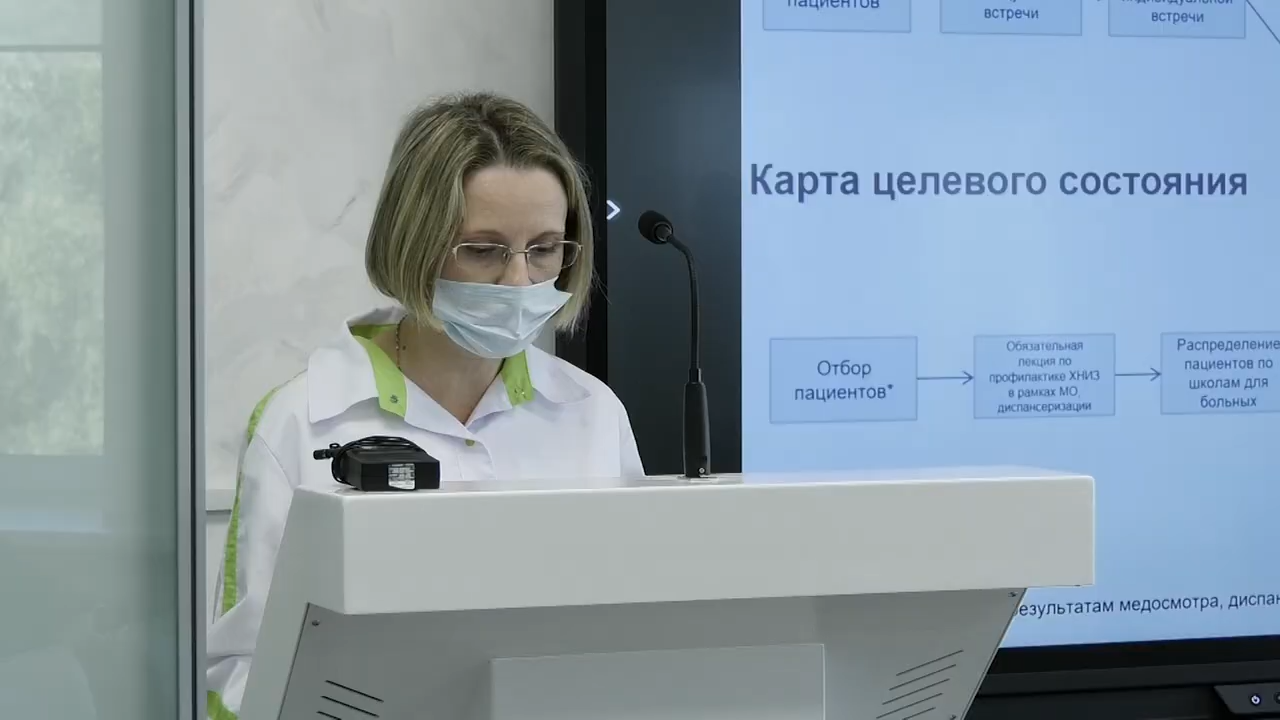 пациентов
встречи
индивидуальной
встречи
Карта целевого состояния
Отбор
пациентов*
Обязательная
лекция по
профилактике ХНИЗ
в рамках МО,
диспансеризации
Распределение
пациентов по
школам для
больных
результатам медосмотра,